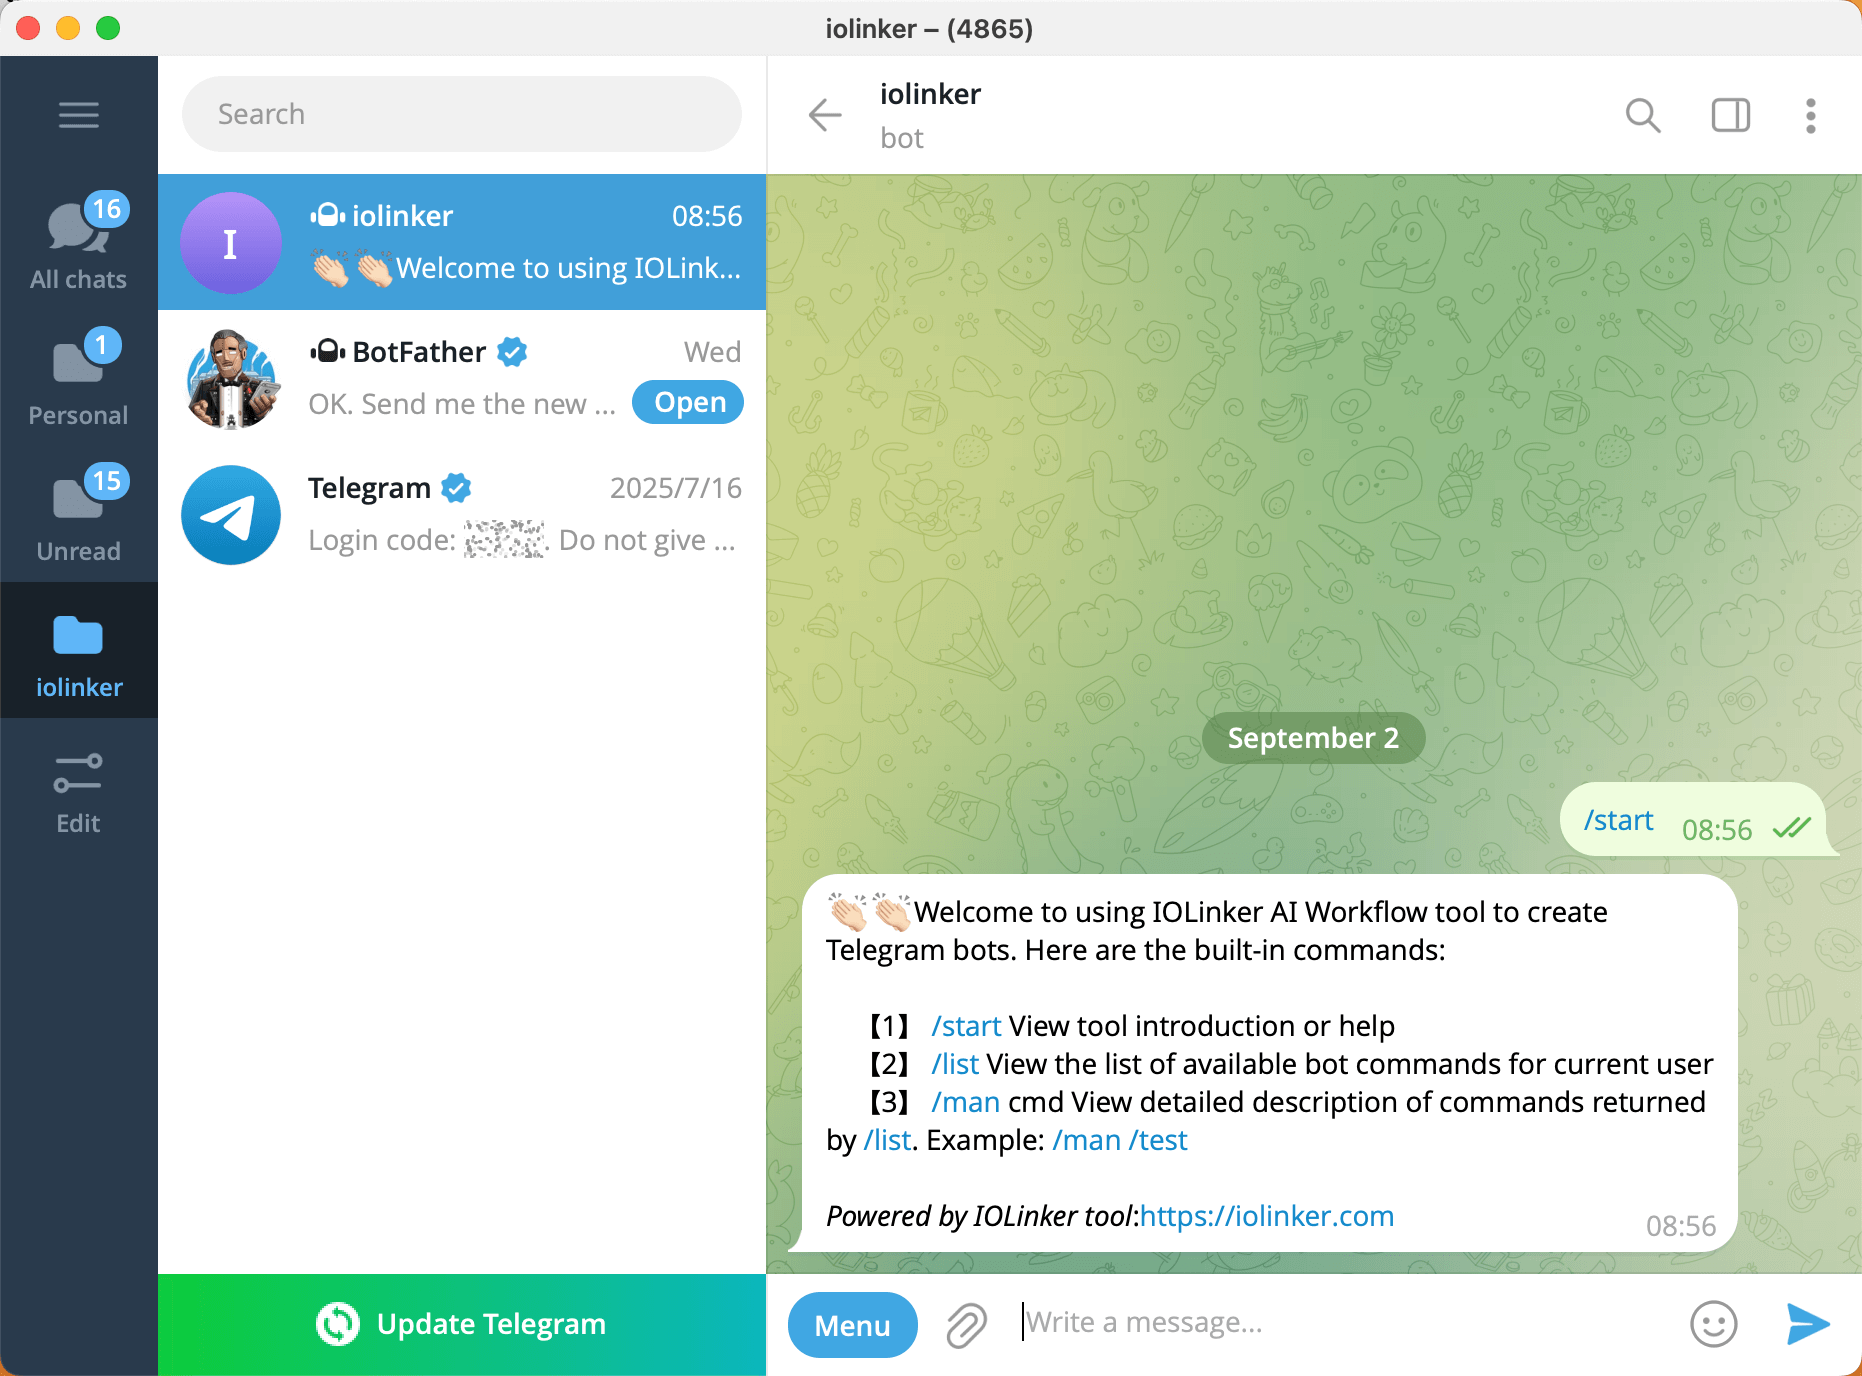 iolinker – (4865)
Search
16
All chats
1
Personal
15
Unread
iolinker
Edit
I
iolinker 08:56
👏🏻👏🏻Welcome to using IOLink...
BotFather Wed
OK. Send me the new ... Open
Telegram 2025/7/16
Login code: . Do not give ...
Update Telegram
iolinker
bot
September 2
/start 08:56
👏🏻👏🏻Welcome to using IOLinker AI Workflow tool to create
Telegram bots. Here are the built-in commands:
【1】 /start View tool introduction or help
【2】 /list View the list of available bot commands for current user
【3】 /man cmd View detailed description of commands returned
by /list. Example: /man /test
Powered by IOLinker tool:https://iolinker.com
08:56
Menu
Write a message...